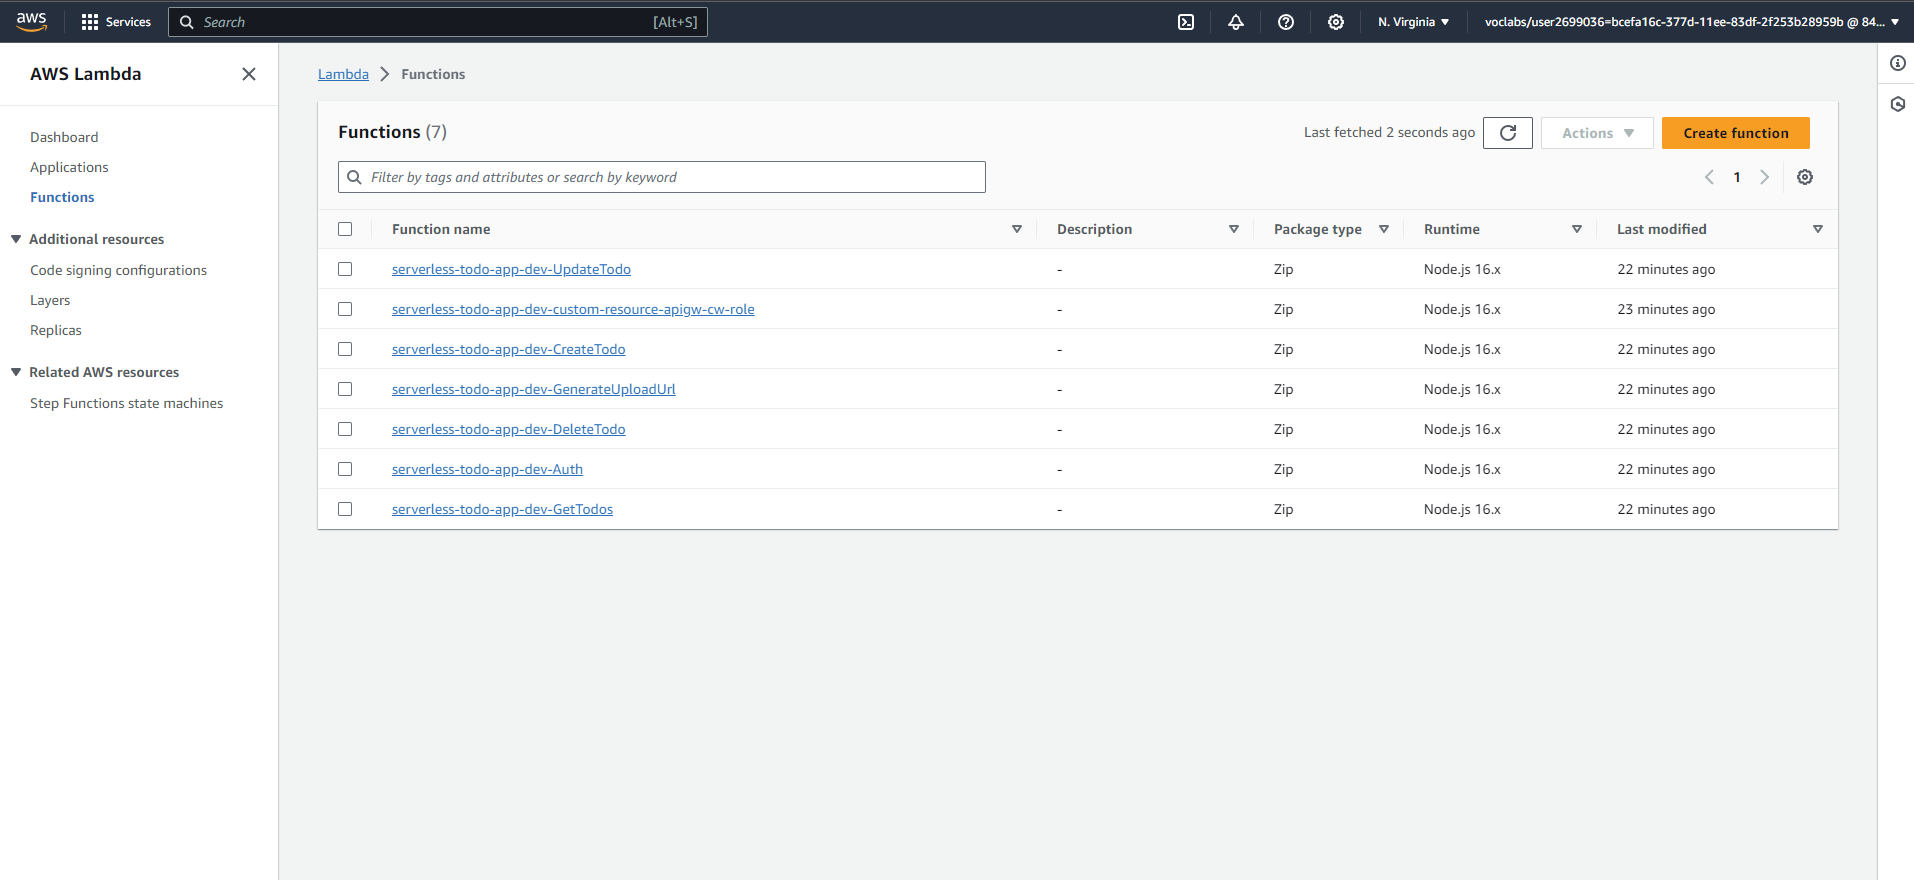 aws Services Search [Alt+S] N. Virginia voclabs/user2699036=bcefa16c-377d-11ee-83df-2f253b28959b @ 84...
AWS Lambda
Dashboard
Applications
Functions
Additional resources
Code signing configurations
Layers
Replicas
Related AWS resources
Step Functions state machines
Lambda Functions
Functions (7) Last fetched 2 seconds ago Actions Create function
Filter by tags and attributes or search by keyword 1
Function name Description Package type Runtime Last modified
serverless-todo-app-dev-UpdateTodo - Zip Node.js 16.x 22 minutes ago
serverless-todo-app-dev-custom-resource-apigw-cw-role - Zip Node.js 16.x 23 minutes ago
serverless-todo-app-dev-CreateTodo - Zip Node.js 16.x 22 minutes ago
serverless-todo-app-dev-GenerateUploadUrl - Zip Node.js 16.x 22 minutes ago
serverless-todo-app-dev-DeleteTodo - Zip Node.js 16.x 22 minutes ago
serverless-todo-app-dev-Auth - Zip Node.js 16.x 22 minutes ago
serverless-todo-app-dev-GetTodos - Zip Node.js 16.x 22 minutes ago